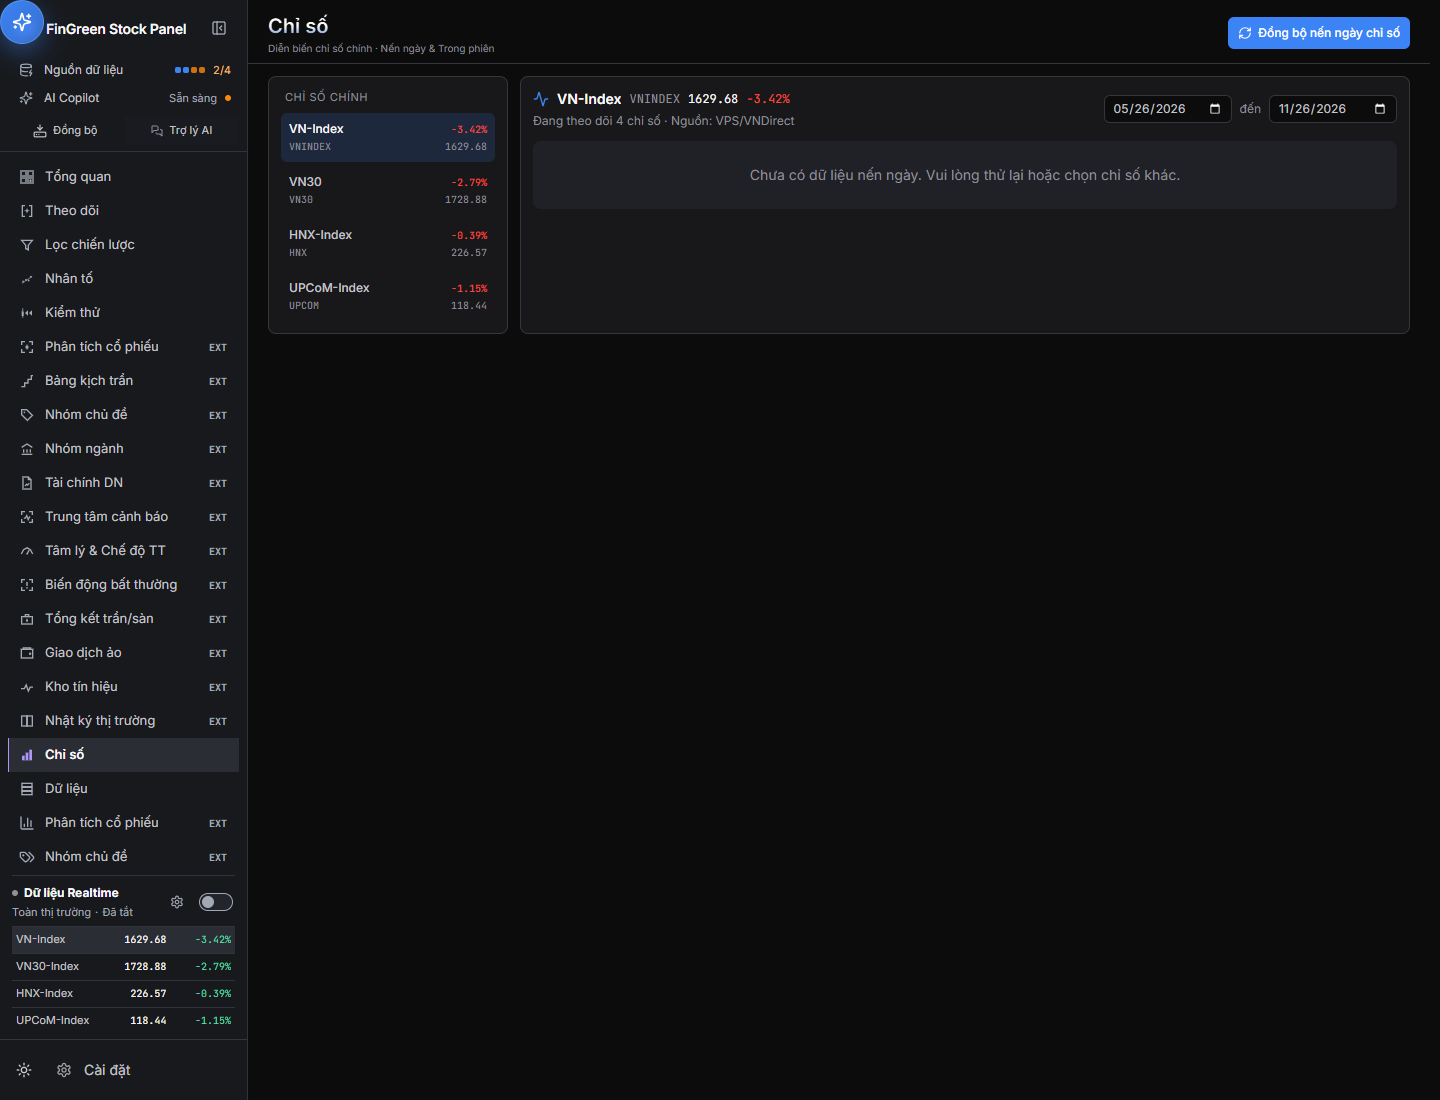 FinGreen Stock Panel
Nguồn dữ liệu 2/4
AI Copilot Sẵn sàng
Đồng bộ Trợ lý AI
Tổng quan
Theo dõi
Lọc chiến lược
Nhân tố
Kiểm thử
Phân tích cổ phiếu EXT
Bảng kịch trần EXT
Nhóm chủ đề EXT
Nhóm ngành EXT
Tài chính DN EXT
Trung tâm cảnh báo EXT
Tâm lý & Chế độ TT EXT
Biến động bất thường EXT
Tổng kết trần/sàn EXT
Giao dịch ảo EXT
Kho tín hiệu EXT
Nhật ký thị trường EXT
Chỉ số
Dữ liệu
Phân tích cổ phiếu EXT
Nhóm chủ đề EXT
Dữ liệu Realtime
Toàn thị trường · Đã tắt
VN-Index 1629.68 -3.42%
VN30-Index 1728.88 -2.79%
HNX-Index 226.57 -0.39%
UPCoM-Index 118.44 -1.15%
Cài đặt
Chỉ số
Diễn biến chỉ số chính · Nến ngày & Trong phiên
Đồng bộ nến ngày chỉ số
CHỈ SỐ CHÍNH
VN-Index -3.42%
VNINDEX 1629.68
VN30 -2.79%
VN30 1728.88
HNX-Index -0.39%
HNX 226.57
UPCoM-Index -1.15%
UPCOM 118.44
VN-Index VNINDEX 1629.68 -3.42%
Đang theo dõi 4 chỉ số · Nguồn: VPS/VNDirect
05/26/2026 đến 11/26/2026
Chưa có dữ liệu nến ngày. Vui lòng thử lại hoặc chọn chỉ số khác.